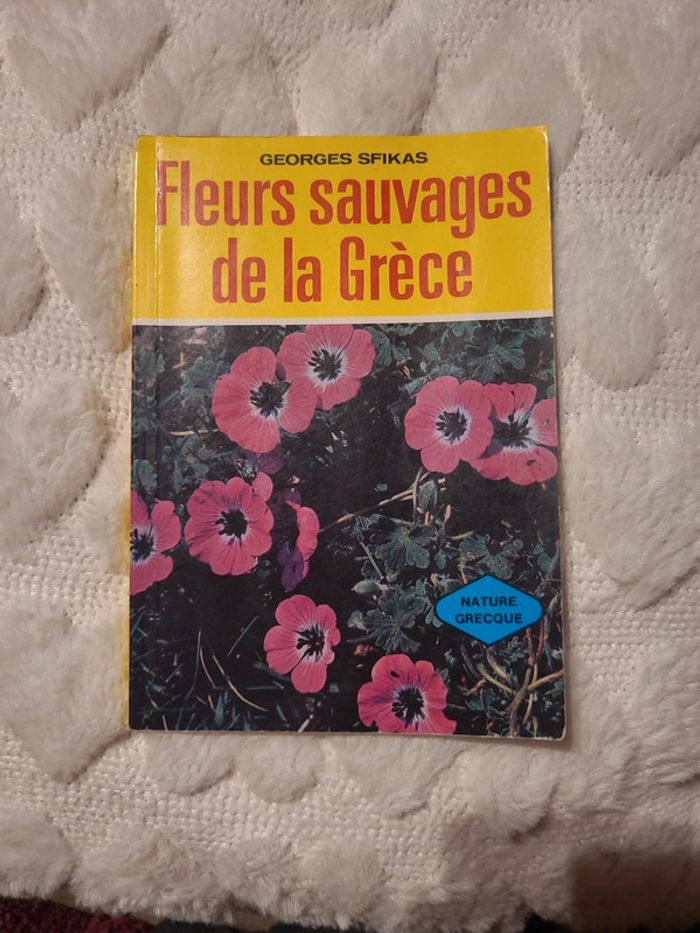 GEORGES SFIKAS
Fleurs sauvages
de la Grèce
NATURE
GRECQUE